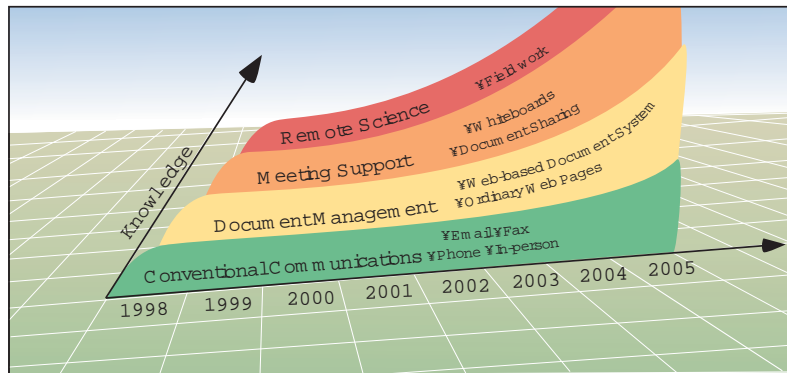 Remote Science
¥Fieldwork
Meeting Support
¥Whiteboards
¥Document Sharing
Document Management
¥Web-based Document System
¥Ordinary Web Pages
Conventional Communications
¥Email ¥Fax
¥Phone ¥In-person
Knowledge
1998 1999 2000 2001 2002 2003 2004 2005